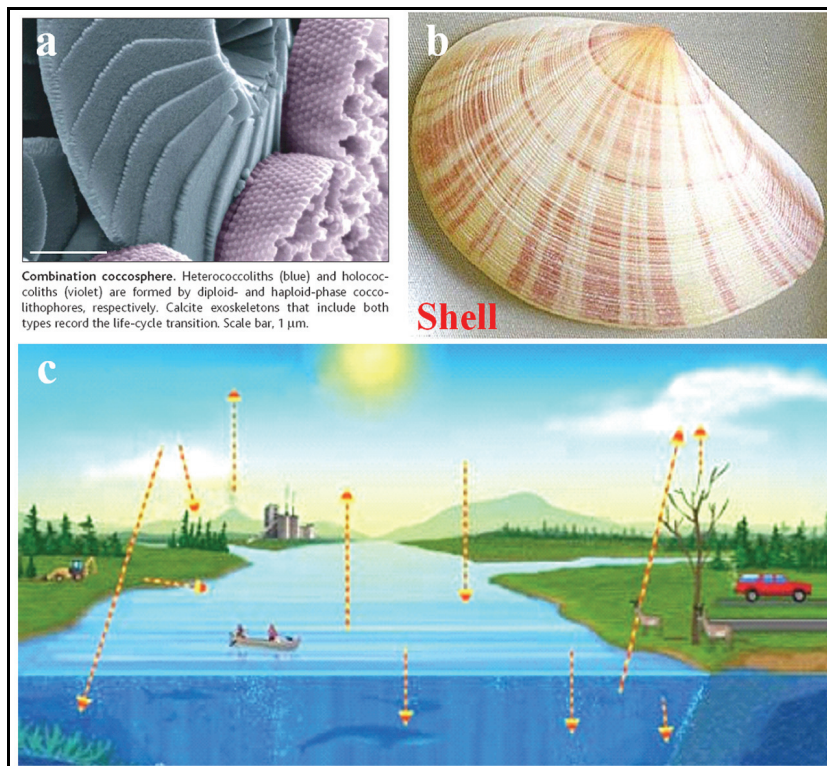 a
b
Combination coccosphere. Heterococcoliths (blue) and holococ-
coliths (violet) are formed by diploid- and haploid-phase cocco-
lithophores, respectively. Calcite exoskeletons that include both
types record the life-cycle transition. Scale bar, 1 μm.
Shell
c